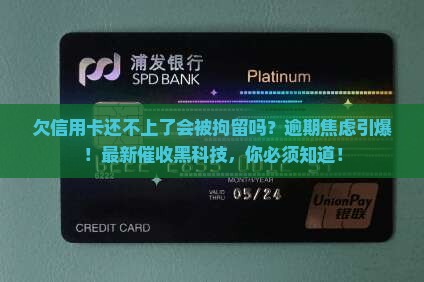 浦发银行
SPD BANK
Platinum
欠信用卡还不上了会被拘留吗？逾期焦虑引爆
！最新催收黑科技，你必须知道！
MONTH/YEAR
VALID THRU 05/24
CREDIT CARD
UnionPay
银联